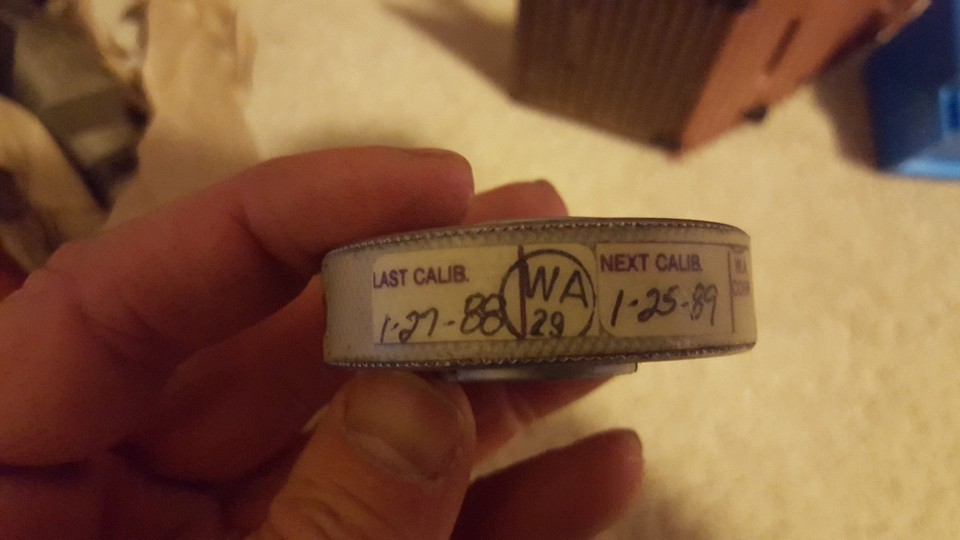 LAST CALIB.
1-27-88
WA
29
NEXT CALIB.
1-25-89